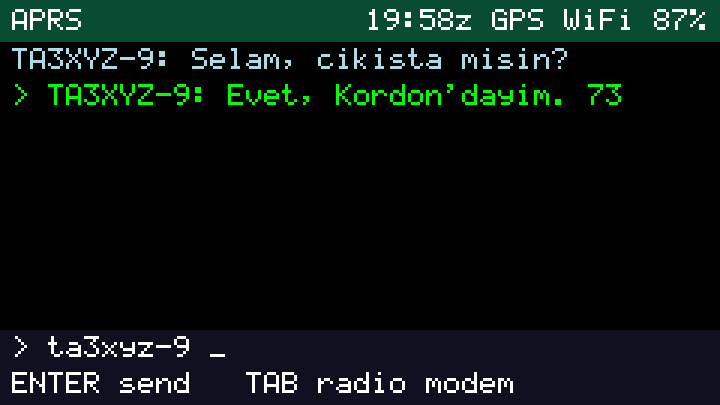 APRS 19:58z GPS WiFi 87%
TA3XYZ-9: Selam, cikista misin?
> TA3XYZ-9: Evet, Kordon'dayim. 73
> ta3xyz-9 _
ENTER send TAB radio modem